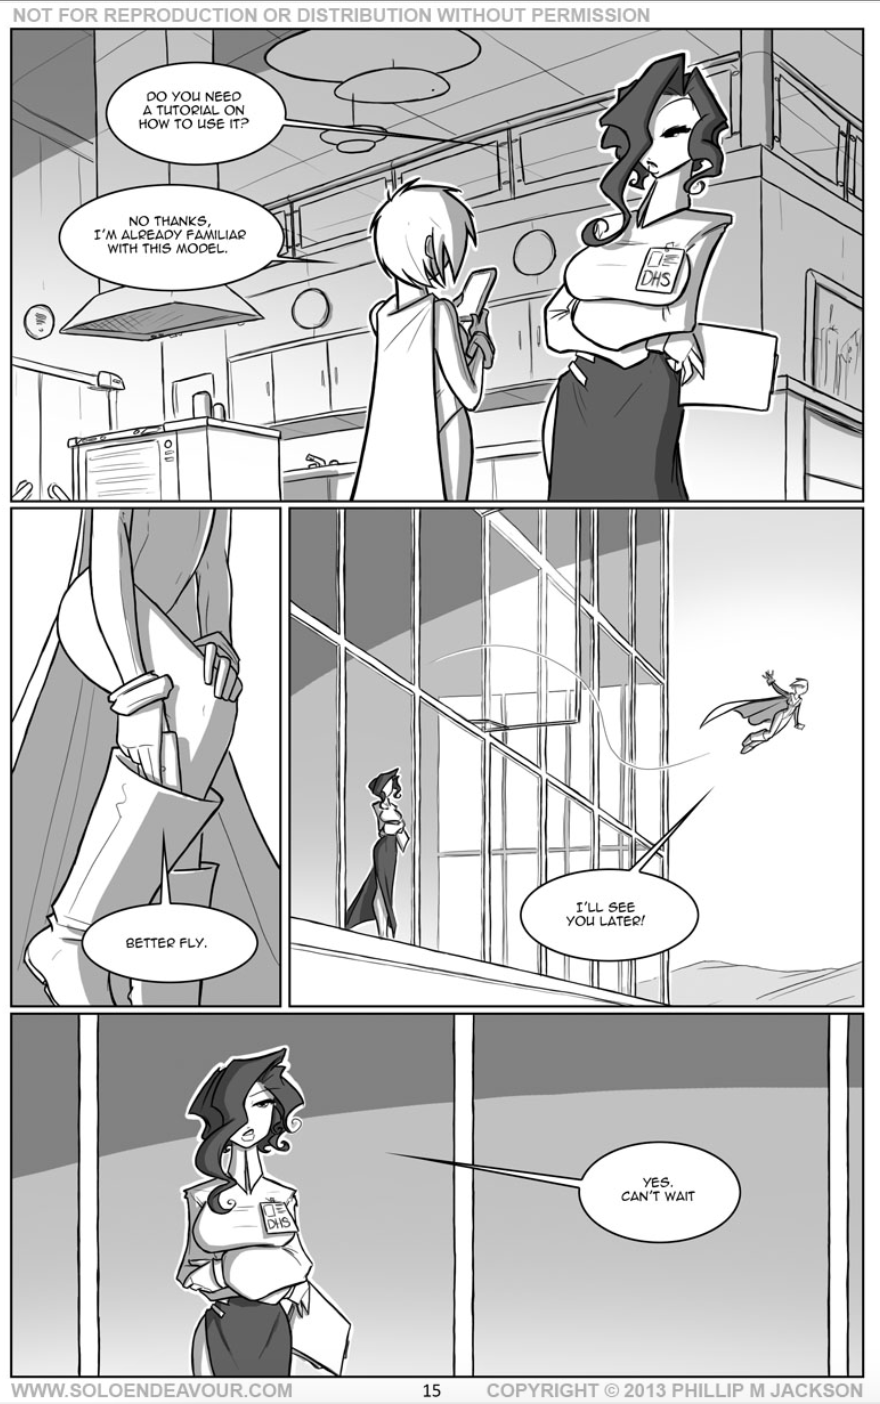 NOT FOR REPRODUCTION OR DISTRIBUTION WITHOUT PERMISSION
DO YOU NEED
A TUTORIAL ON
HOW TO USE IT?
NO THANKS,
I'M ALREADY FAMILIAR
WITH THIS MODEL.
DHS
BETTER FLY.
I'LL SEE
YOU LATER!
YES.
CAN'T WAIT
DHS
WWW.SOLOENDEAVOUR.COM
15
COPYRIGHT © 2013 PHILLIP M JACKSON